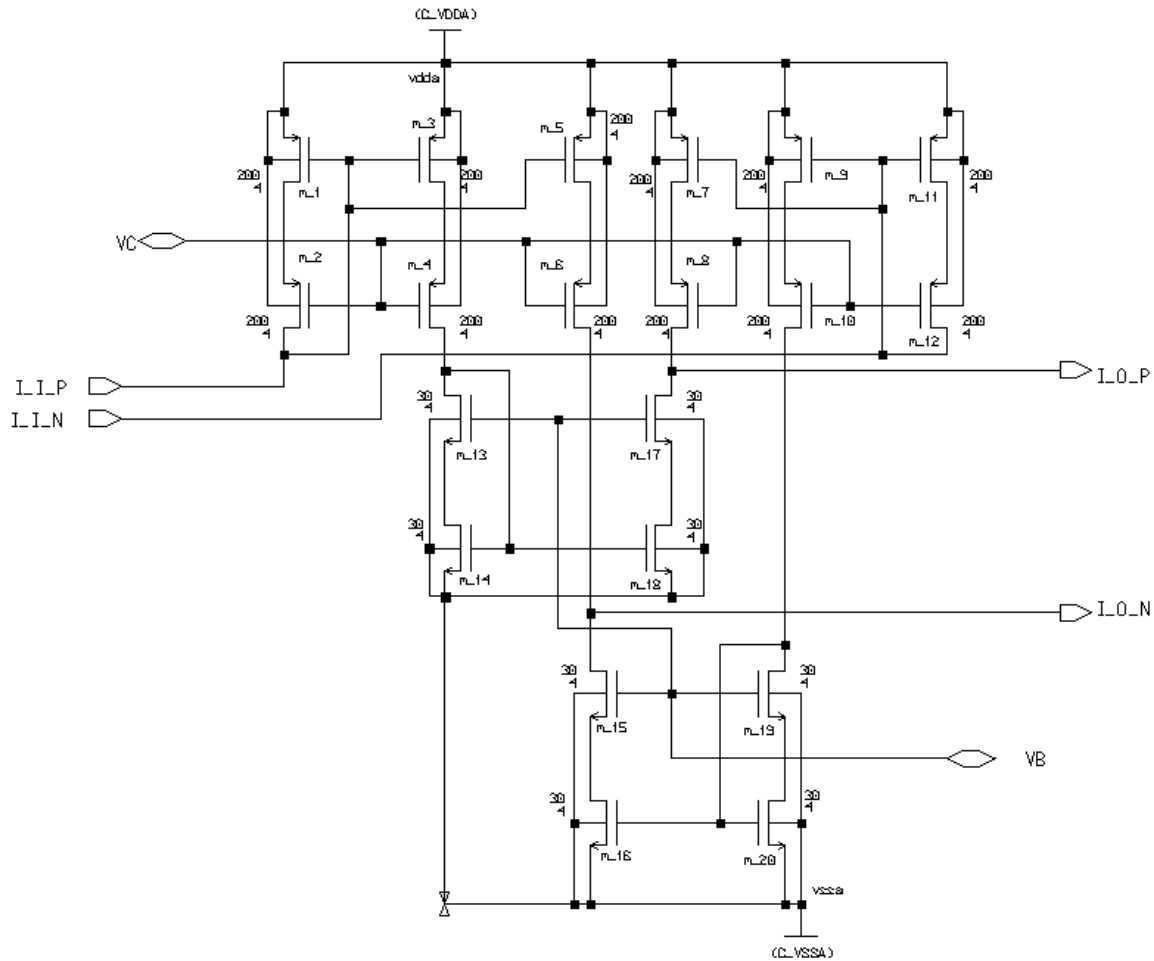 (C_VDDA)
vdda
m_3
m_5
200
4
m_1
200
4
200
4
200
4
m_7
m_9
200
4
m_11
200
4
VC
m_2
m_4
m_6
m_8
200
4
200
4
200
4
200
4
200
4
m_10
200
4
m_12
I_I_P
I_O_P
I_I_N
30
4
30
4
m_13
m_17
30
4
30
4
m_14
m_18
I_O_N
30
4
30
4
m_15
m_19
VB
30
4
30
4
m_16
m_20
vssa
(C_VSSA)